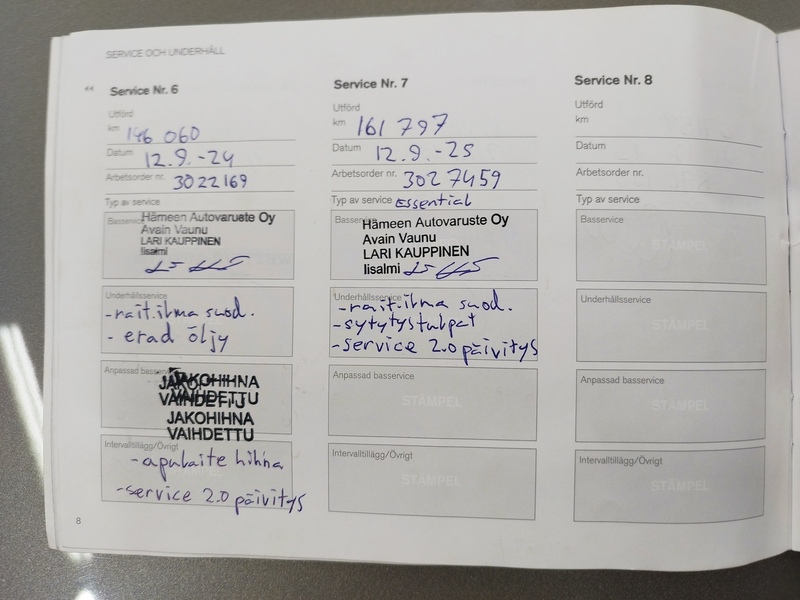 SERVICE OCH UNDERHÅLL
Service Nr. 6
Utförd
km 146 060
Datum 12.9.-24
Arbetsorder nr. 3022169
Typ av service
Basservice
Hämeen Autovaruste Oy
Avain Vaunu
LARI KAUPPINEN
Iisalmi
Underhållsservice
-rait.ilma suod.
- erad öljy
Anpassad basservice
JAKOHIHNA
VAIHDETTU
JAKOHIHNA
VAIHDETTU
Intervalltillägg/Övrigt
-apulaite hihna
-service 2.0 päivitys
8
Service Nr. 7
Utförd
km 161 797
Datum 12.9.-25
Arbetsorder nr. 3027459
Typ av service Essential
Basservice
Hämeen Autovaruste Oy
Avain Vaunu
LARI KAUPPINEN
Iisalmi
Underhållsservice
-rait.ilma suod.
-sytytystulpat
-service 2.0 päivitys
Anpassad basservice
STÄMPEL
Intervalltillägg/Övrigt
STÄMPEL
Service Nr. 8
Utförd
km
Datum
Arbetsorder nr.
Typ av service
Basservice
STÄMPEL
Underhållsservice
STÄMPEL
Anpassad basservice
STÄMPEL
Intervalltillägg/Övrigt
STÄMPEL